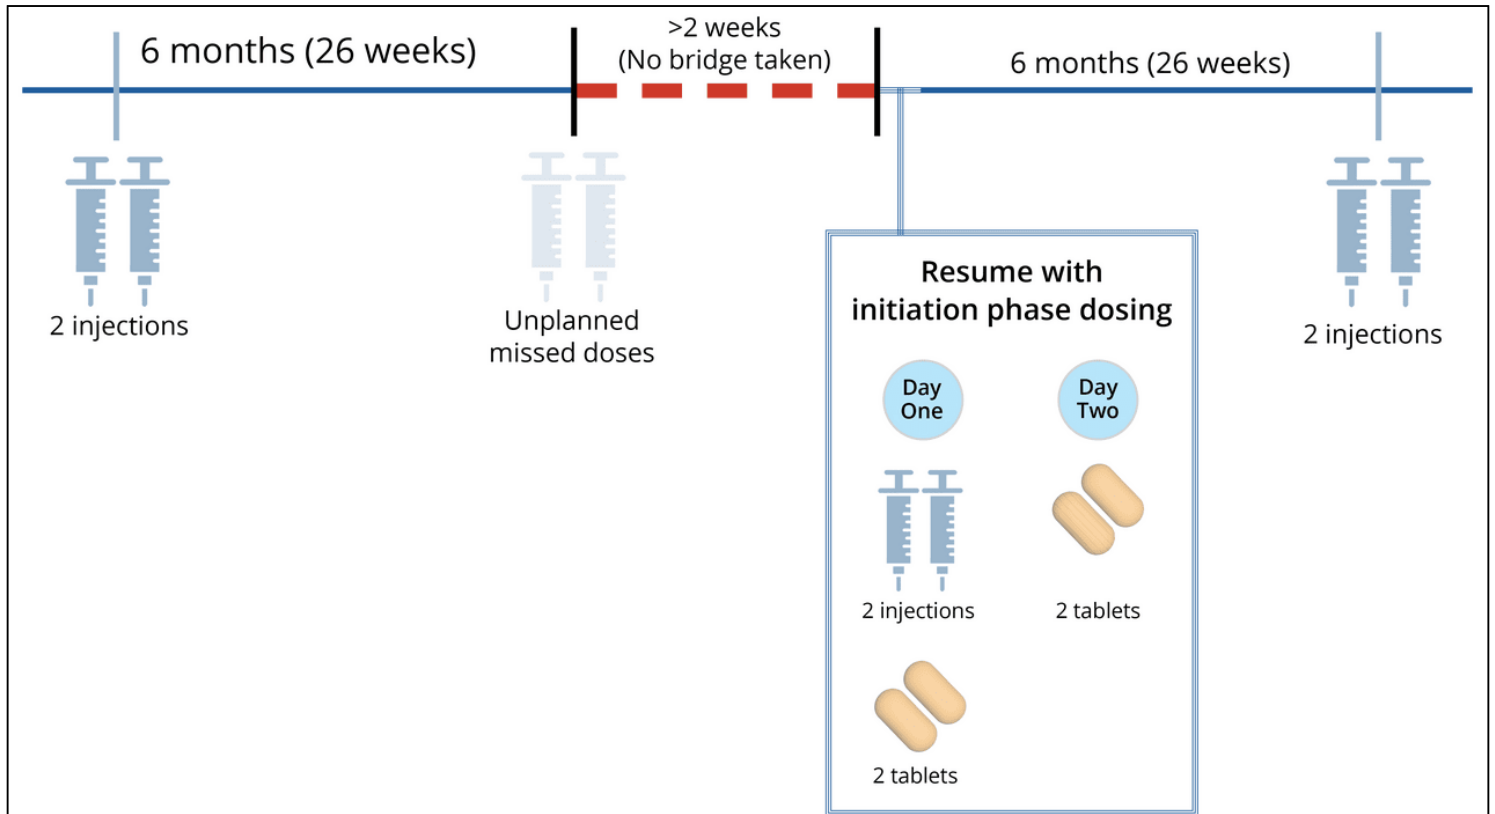 6 months (26 weeks)
>2 weeks
(No bridge taken)
6 months (26 weeks)
2 injections
Unplanned
missed doses
Resume with
initiation phase dosing
Day
One
Day
Two
2 injections
2 tablets
2 tablets
2 injections